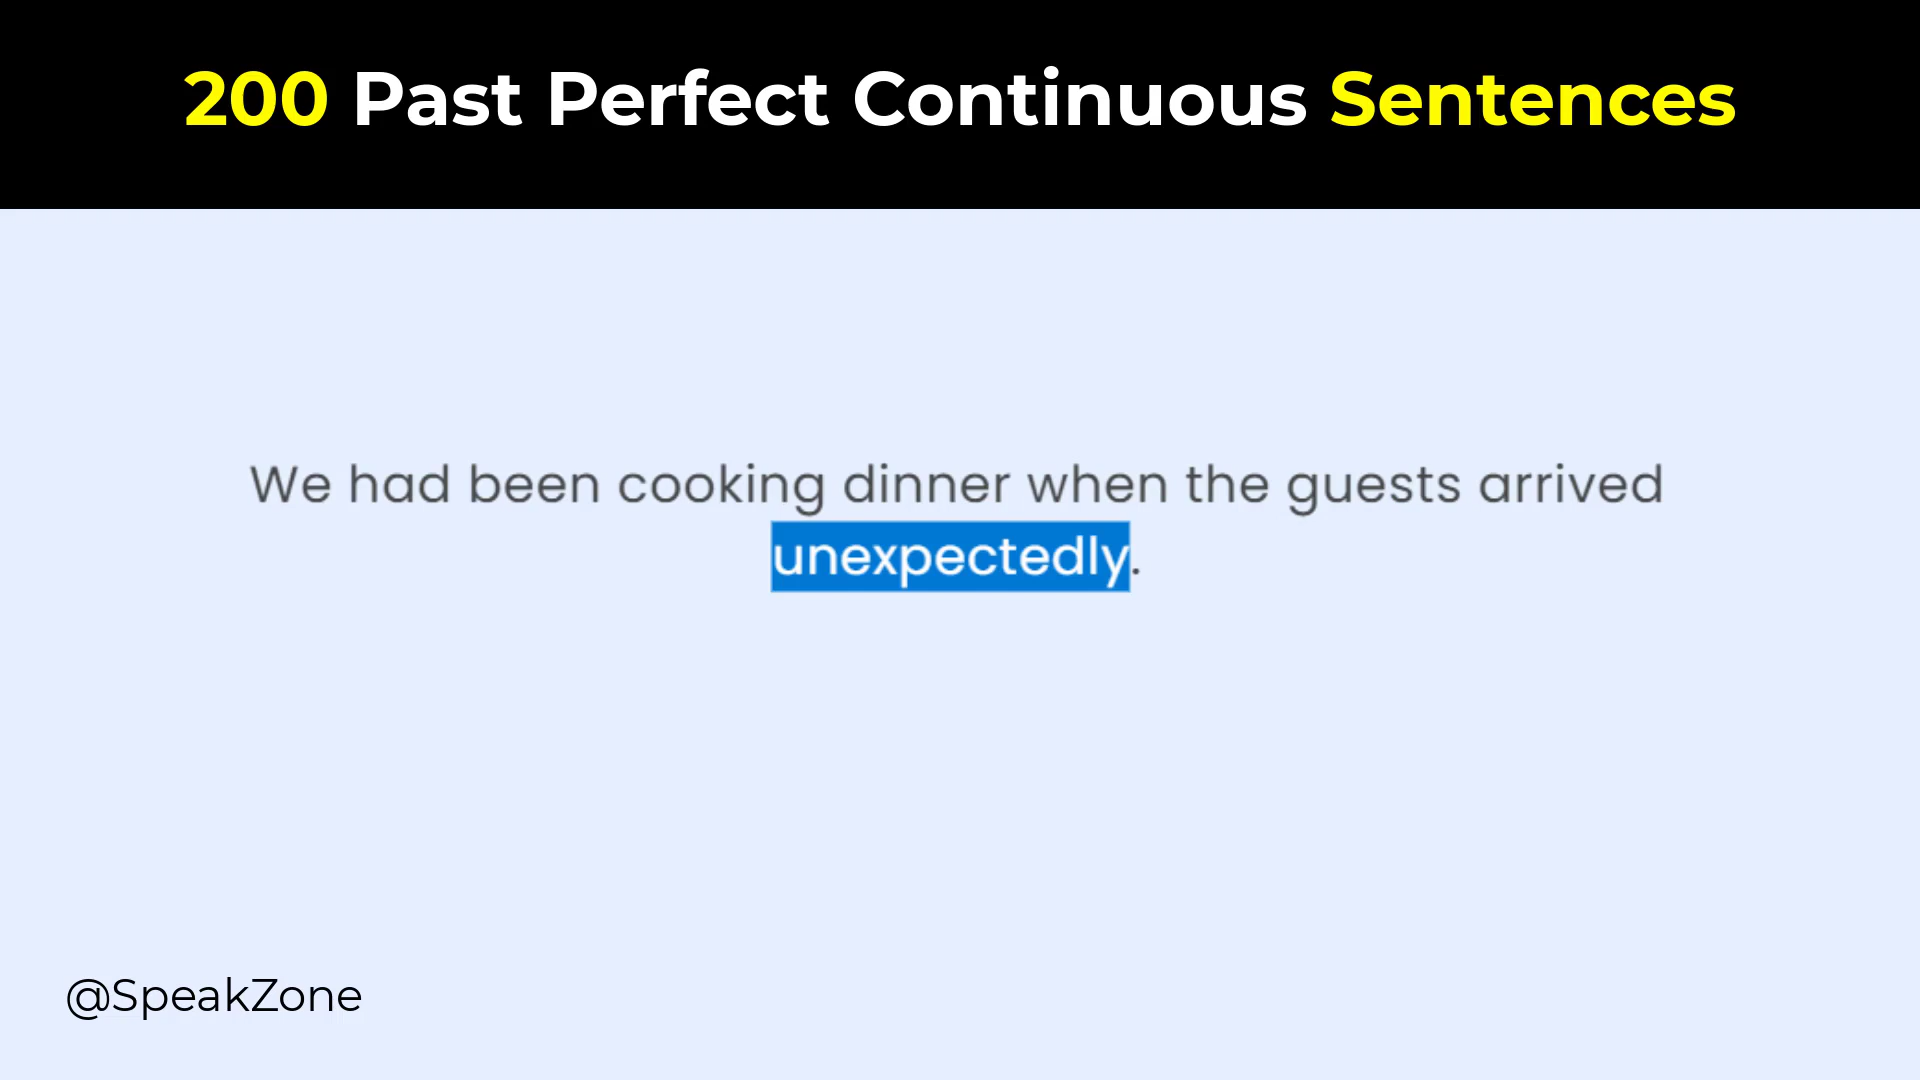 200 Past Perfect Continuous Sentences
We had been cooking dinner when the guests arrived
unexpectedly.
@SpeakZone